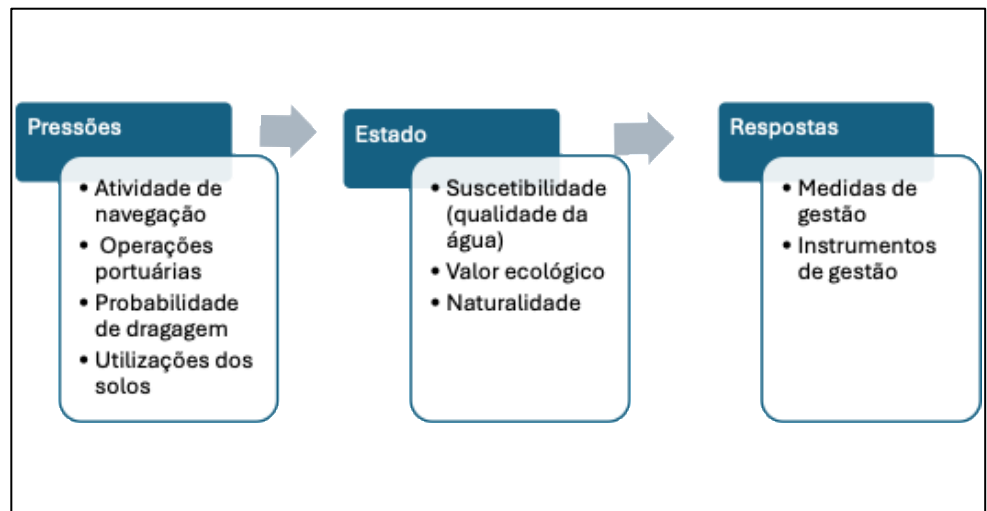 Pressões
• Atividade de
navegação
• Operações
portuárias
• Probabilidade
de dragagem
• Utilizações dos
solos
Estado
• Suscetibilidade
(qualidade da
água)
• Valor ecológico
• Naturalidade
Respostas
• Medidas de
gestão
• Instrumentos
de gestão